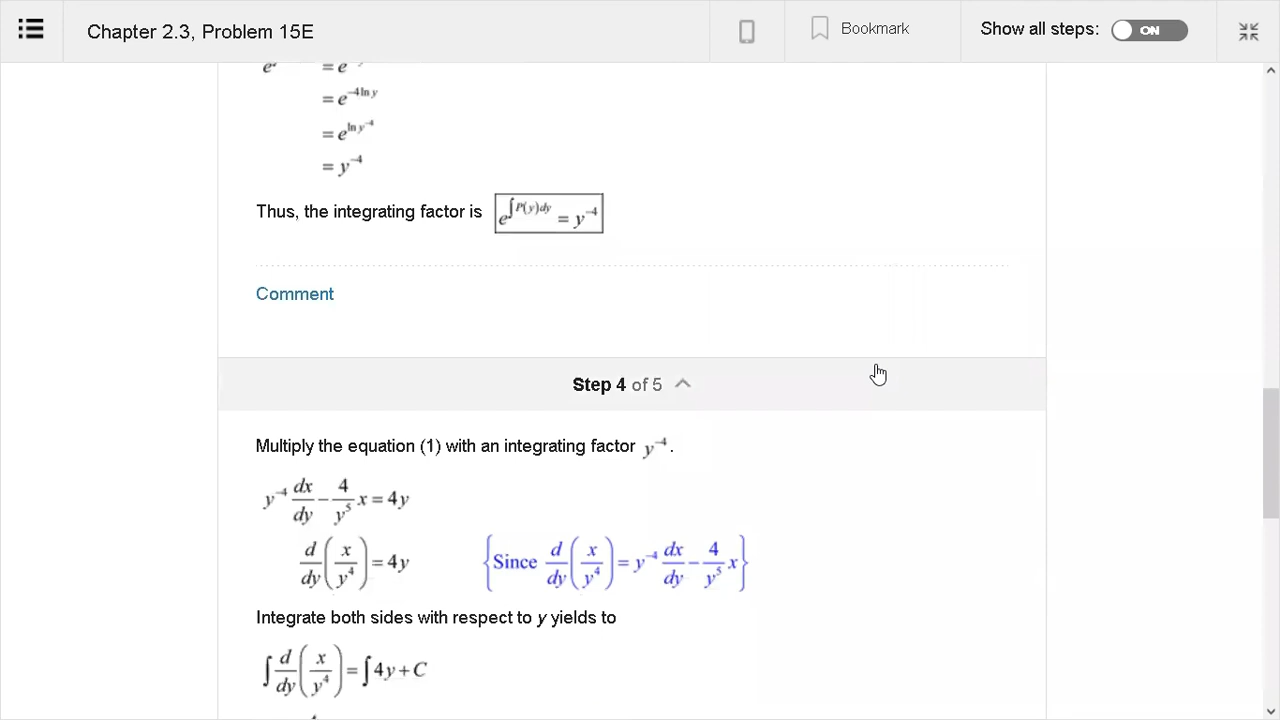 Chapter 2.3, Problem 15E
Bookmark
Show all steps: ON
= e^{-4 ln y}
= e^{ln y^{-4}}
= y^{-4}
Thus, the integrating factor is e^{∫P(y)dy} = y^{-4}
Comment
Step 4 of 5
Multiply the equation (1) with an integrating factor y^{-4}.
y^{-4} dx/dy − 4/y^5 x = 4y
d/dy (x/y^4) = 4y {Since d/dy (x/y^4) = y^{-4} dx/dy − 4/y^5 x}
Integrate both sides with respect to y yields to
∫ d/dy (x/y^4) = ∫4y + C